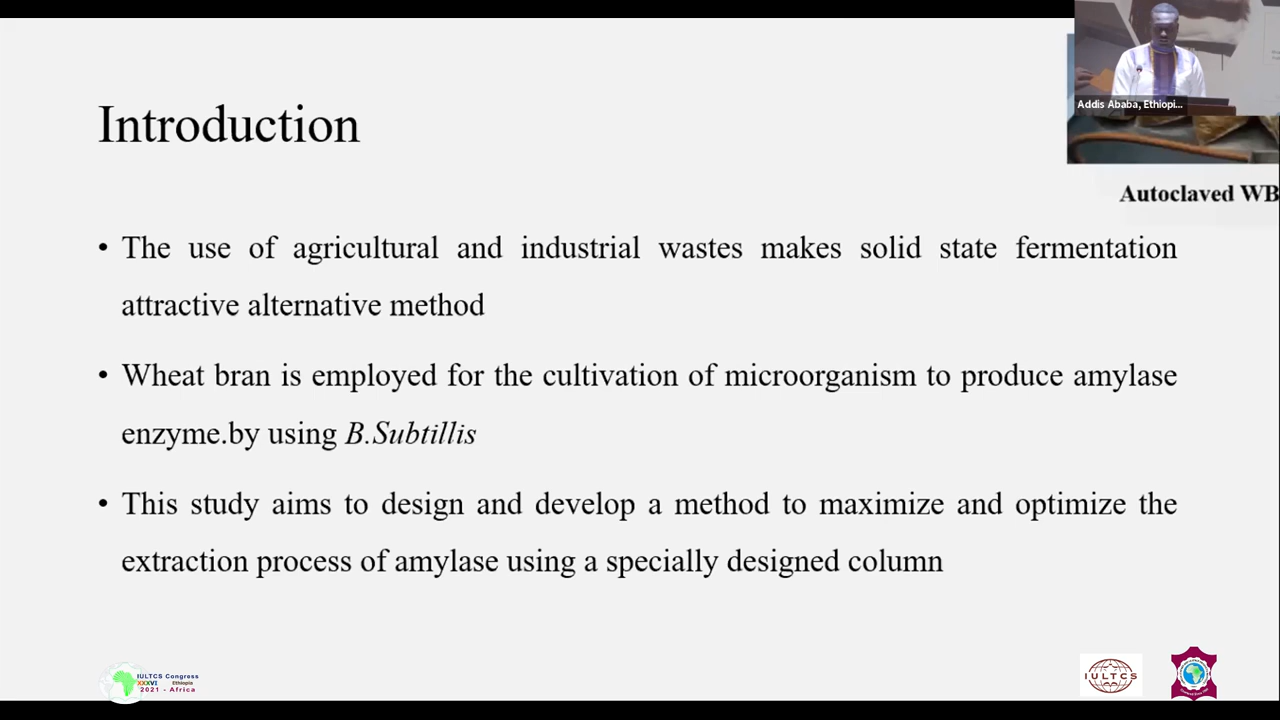 Addis Ababa, Ethiopi...
Introduction
Autoclaved WB
• The use of agricultural and industrial wastes makes solid state fermentation
attractive alternative method
• Wheat bran is employed for the cultivation of microorganism to produce amylase
enzyme.by using B.Subtillis
• This study aims to design and develop a method to maximize and optimize the
extraction process of amylase using a specially designed column
IULTCS Congress
XXXVI Ethiopia
2021 - Africa
IULTCS